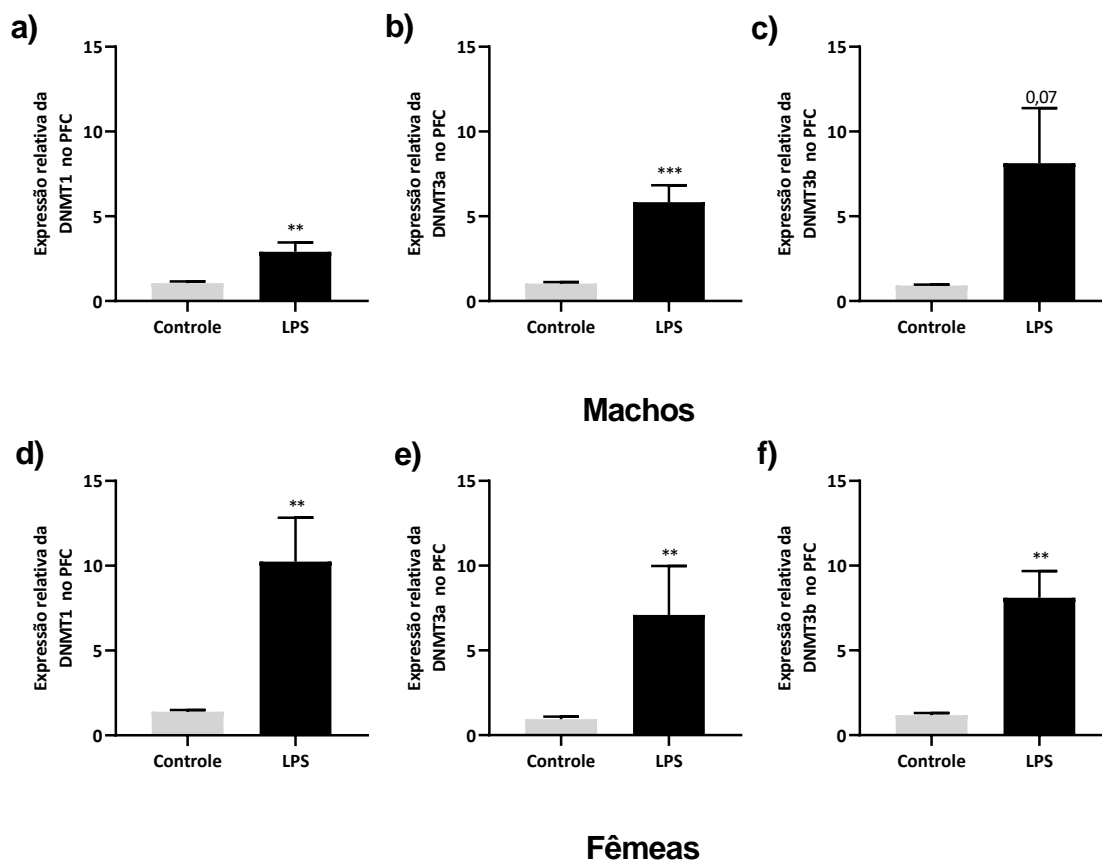 a)
15
10
5
0
Expressão relativa da
DNMT1 no PFC
**
Controle
LPS
b)
15
10
5
0
Expressão relativa da
DNMT3a no PFC
***
Controle
LPS
c)
15
10
5
0
Expressão relativa da
DNMT3b no PFC
0,07
Controle
LPS
Machos
d)
15
10
5
0
Expressão relativa da
DNMT1 no PFC
**
Controle
LPS
e)
15
10
5
0
Expressão relativa da
DNMT3a no PFC
**
Controle
LPS
f)
15
10
5
0
Expressão relativa da
DNMT3b no PFC
**
Controle
LPS
Fêmeas